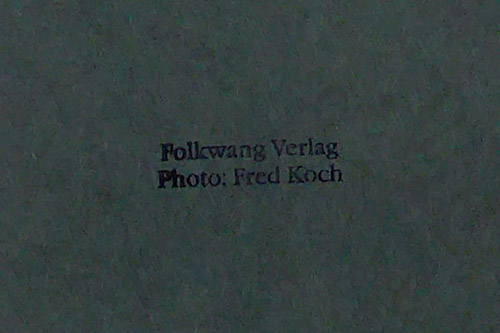 Folkwang Verlag
Photo: Fred Koch